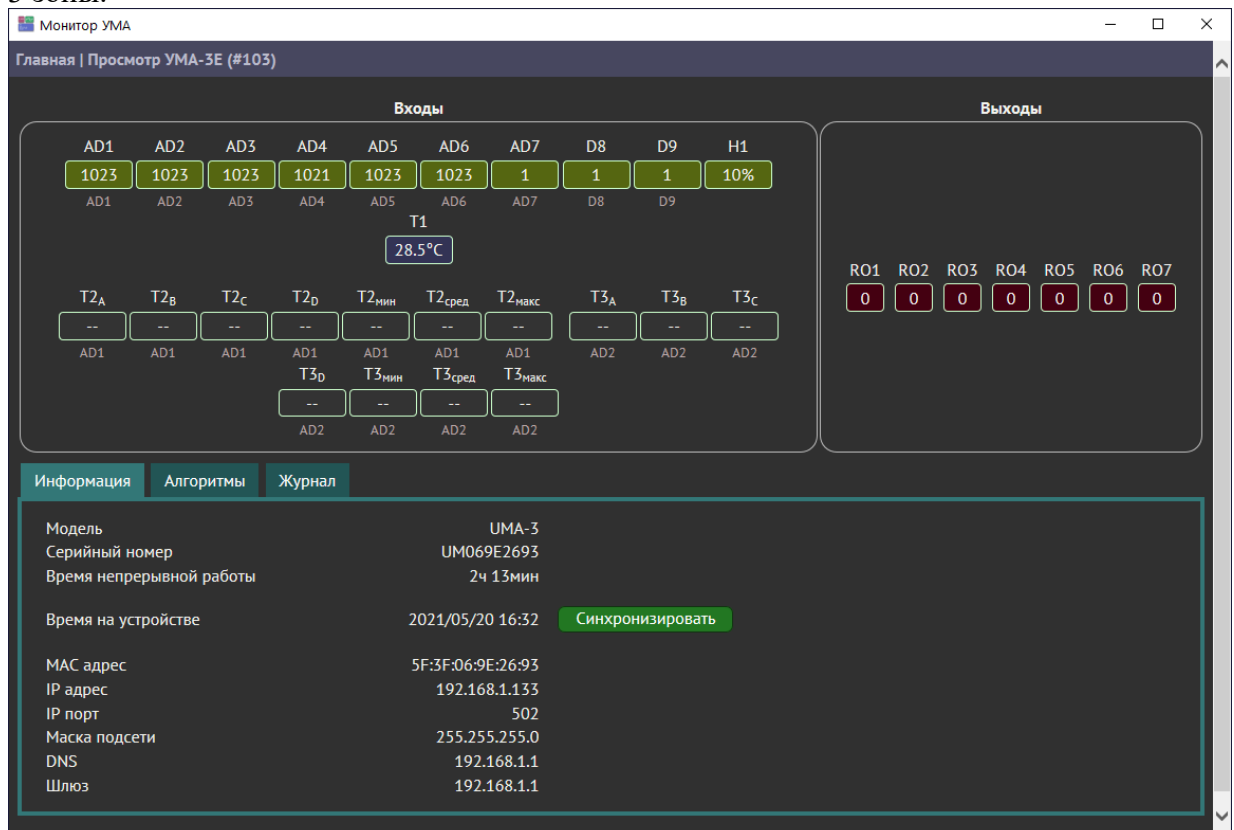 3 зоны.
Монитор УМА
Главная | Просмотр УМА-3Е (#103)
Входы
Выходы
AD1 AD2 AD3 AD4 AD5 AD6 AD7 D8 D9 H1
1023 1023 1023 1021 1023 1023 1 1 1 10%
AD1 AD2 AD3 AD4 AD5 AD6 AD7 D8 D9
T1
28.5°C
RO1 RO2 RO3 RO4 RO5 RO6 RO7
0 0 0 0 0 0 0
T2A T2B T2C T2D T2мин T2сред T2макс T3A T3B T3C
-- -- -- -- -- -- -- -- -- --
AD1 AD1 AD1 AD1 AD1 AD1 AD1 AD2 AD2 AD2
T3D T3мин T3сред T3макс
-- -- -- --
AD2 AD2 AD2 AD2
Информация Алгоритмы Журнал
Модель UMA-3
Серийный номер UM069E2693
Время непрерывной работы 2ч 13мин
Время на устройстве 2021/05/20 16:32 Синхронизировать
MAC адрес 5F:3F:06:9E:26:93
IP адрес 192.168.1.133
IP порт 502
Маска подсети 255.255.255.0
DNS 192.168.1.1
Шлюз 192.168.1.1